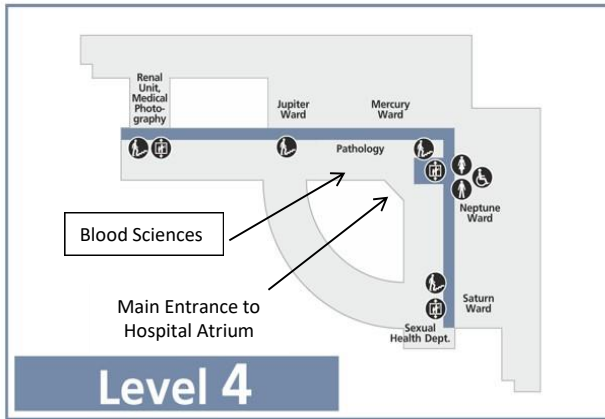 Renal
Unit,
Medical
Photo-
graphy
Jupiter
Ward
Mercury
Ward
Pathology
Neptune
Ward
Blood Sciences
Main Entrance to
Hospital Atrium
Saturn
Ward
Sexual
Health Dept.
Level 4